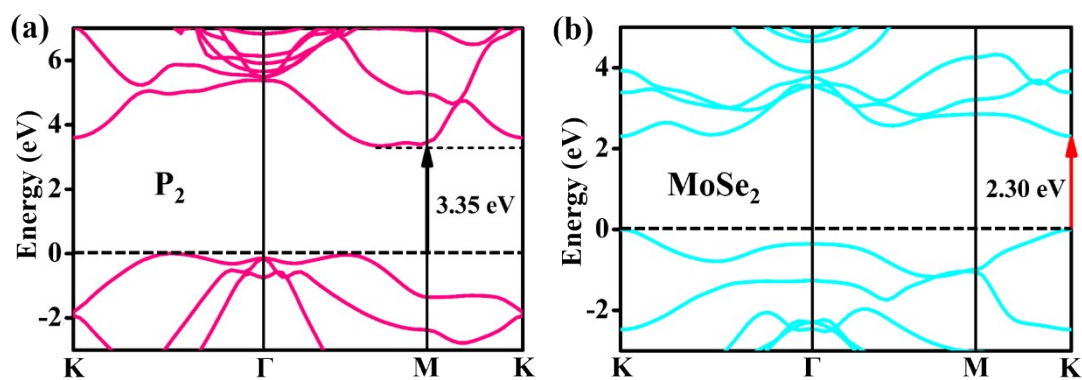 (a)
6
4
2
0
-2
Energy (eV)
P2
3.35 eV
K Γ M K
(b)
4
2
0
-2
Energy (eV)
MoSe2
2.30 eV
K Γ M K